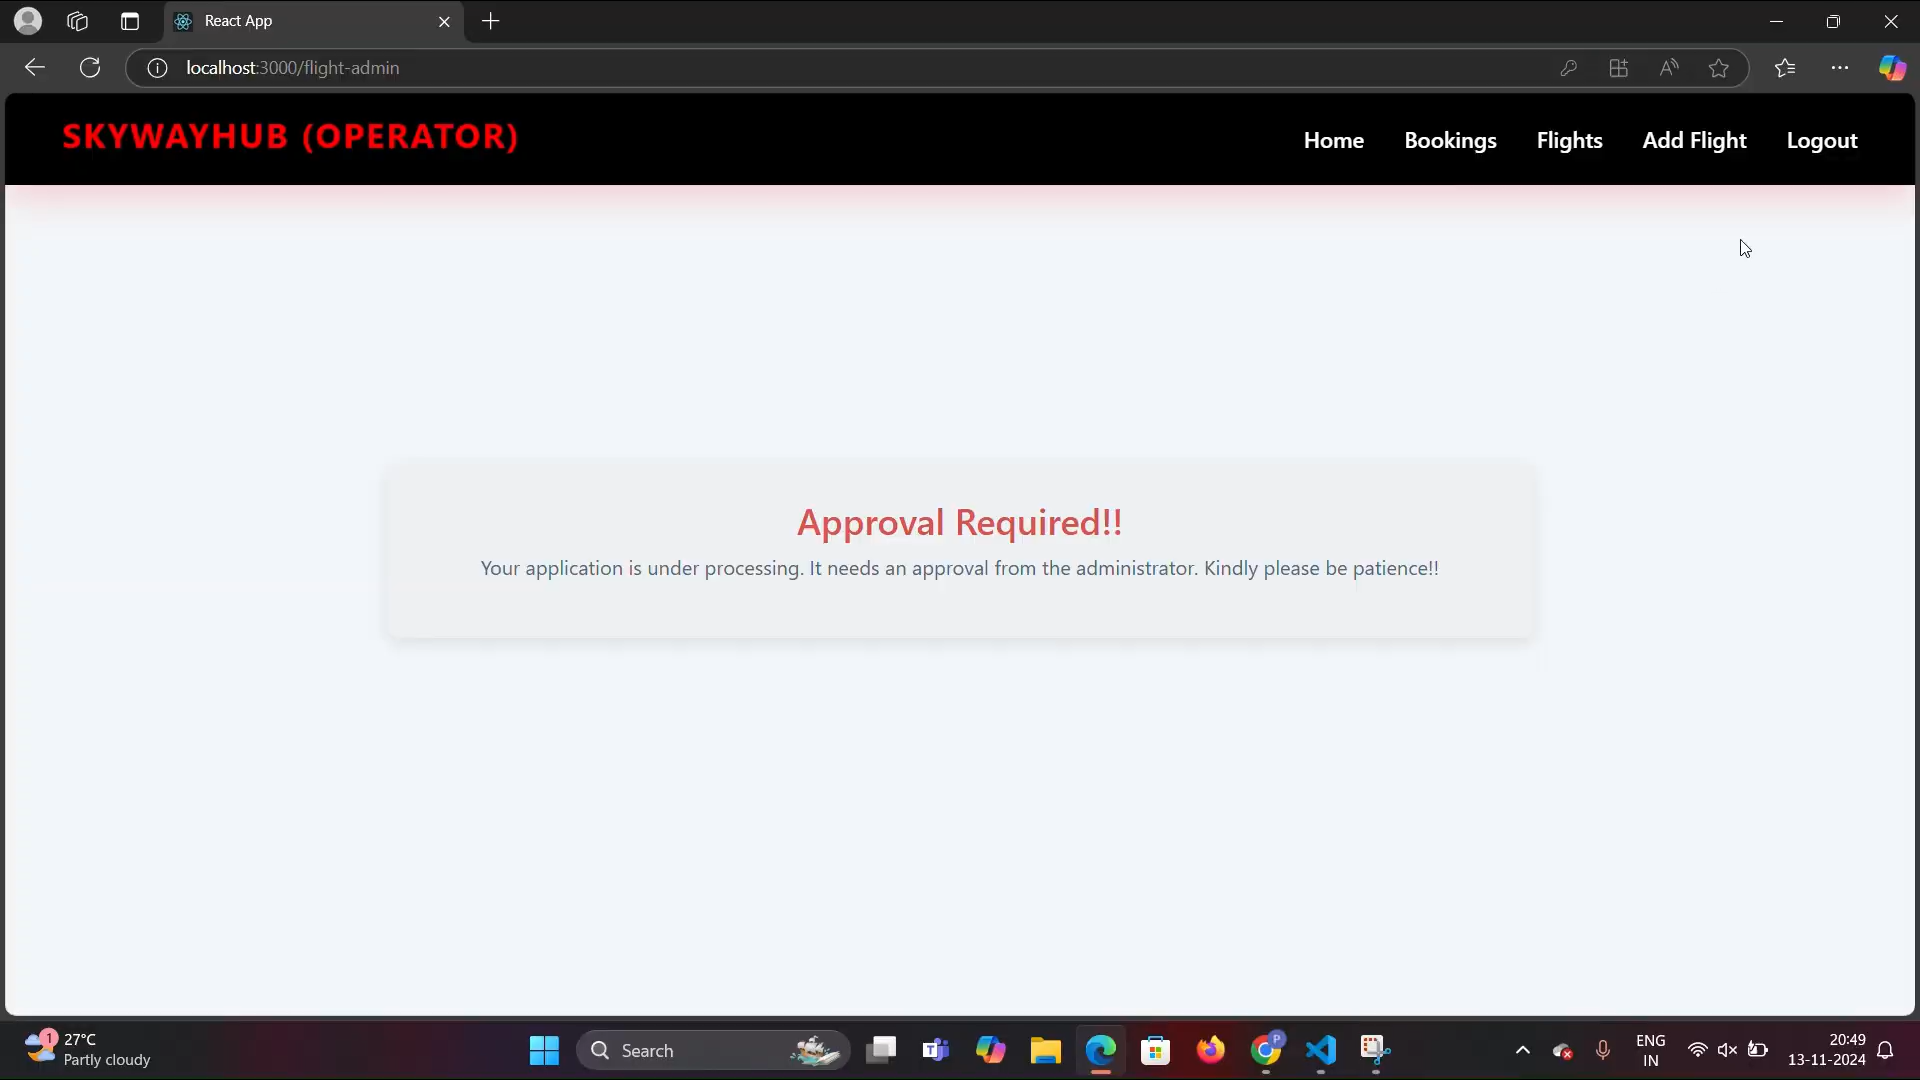 React App
localhost:3000/flight-admin
SKYWAYHUB (OPERATOR)
Home Bookings Flights Add Flight Logout
Approval Required!!
Your application is under processing. It needs an approval from the administrator. Kindly please be patience!!
1
27°C
Partly cloudy
Search
P
ENG
IN
20:49
13-11-2024